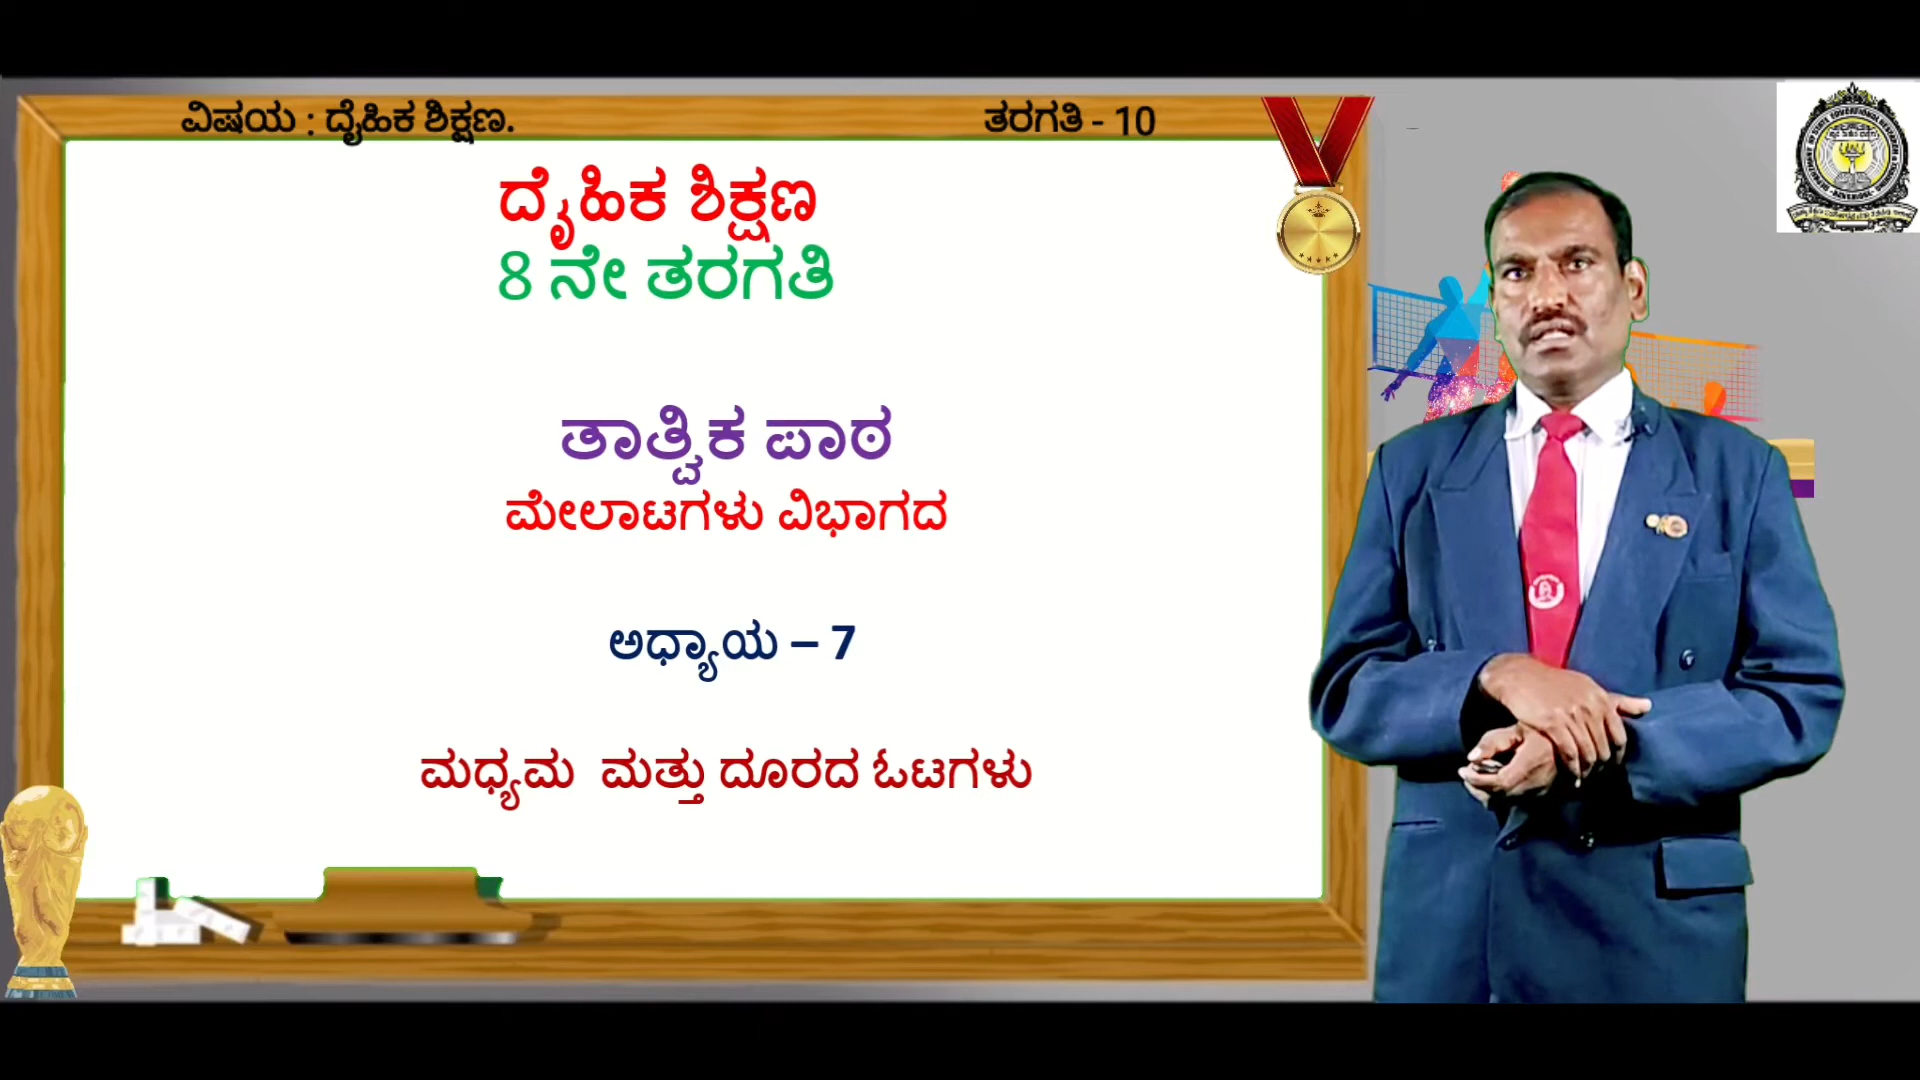 ವಿಷಯ : ದೈಹಿಕ ಶಿಕ್ಷಣ.
ತರಗತಿ - 10
ದೈಹಿಕ ಶಿಕ್ಷಣ
8 ನೇ ತರಗತಿ
ತಾತ್ವಿಕ ಪಾಠ
ಮೇಲಾಟಗಳು ವಿಭಾಗದ
ಅಧ್ಯಾಯ – 7
ಮಧ್ಯಮ ಮತ್ತು ದೂರದ ಓಟಗಳು